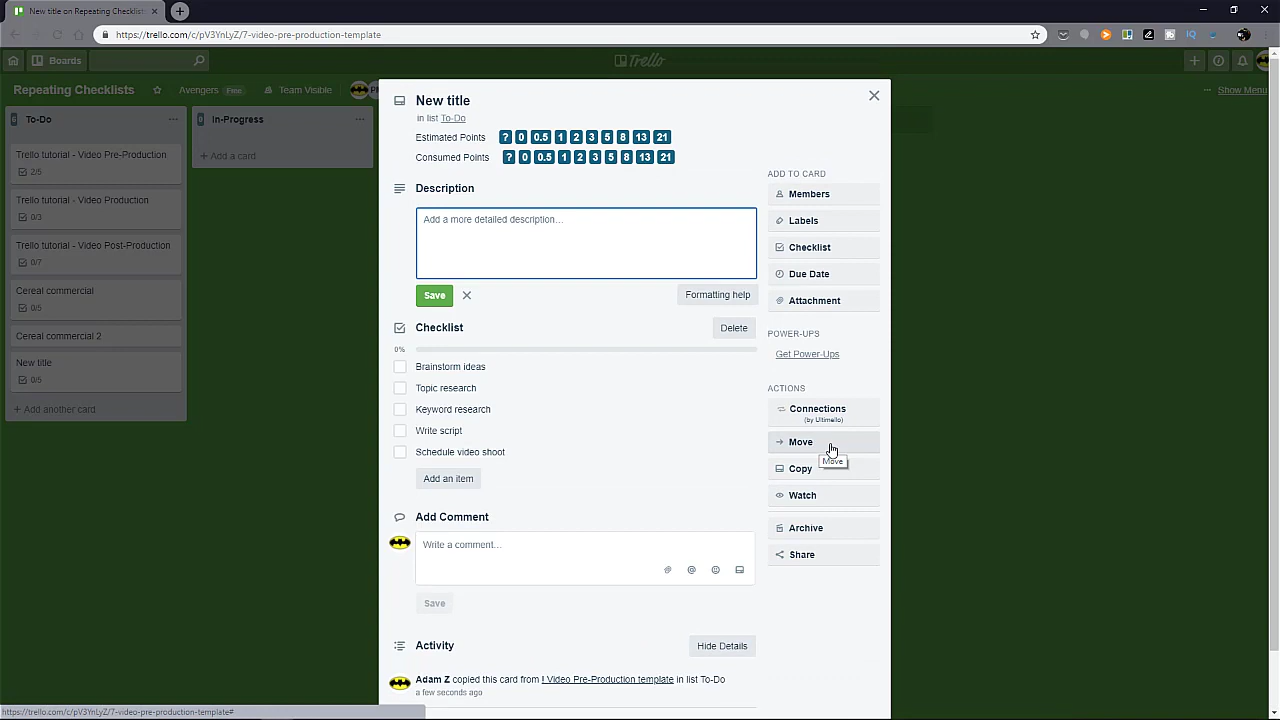 New title on Repeating Checklist
https://trello.com/c/pV3YnLyZ/7-video-pre-production-template
Boards
Trello
Repeating Checklists
Avengers Free
Team Visible
Show Menu
To-Do
Trello tutorial - Video Pre-Production
2/5
Trello tutorial - Video Production
0/3
Trello tutorial - Video Post-Production
0/7
Cereal commercial
0/5
Cereal commercial 2
New title
0/5
+ Add another card
In-Progress
+ Add a card
New title
in list To-Do
Estimated Points ? 0 0.5 1 2 3 5 8 13 21
Consumed Points ? 0 0.5 1 2 3 5 8 13 21
Description
Add a more detailed description…
Save
Formatting help
Checklist
Delete
0%
Brainstorm ideas
Topic research
Keyword research
Write script
Schedule video shoot
Add an item
Add Comment
Write a comment…
@
Save
Activity
Hide Details
Adam Z copied this card from ! Video Pre-Production template in list To-Do
a few seconds ago
ADD TO CARD
Members
Labels
Checklist
Due Date
Attachment
POWER-UPS
Get Power-Ups
ACTIONS
Connections
(by Ultimello)
Move
Move
Copy
Watch
Archive
Share
https://trello.com/c/pV3YnLyZ/7-video-pre-production-template#